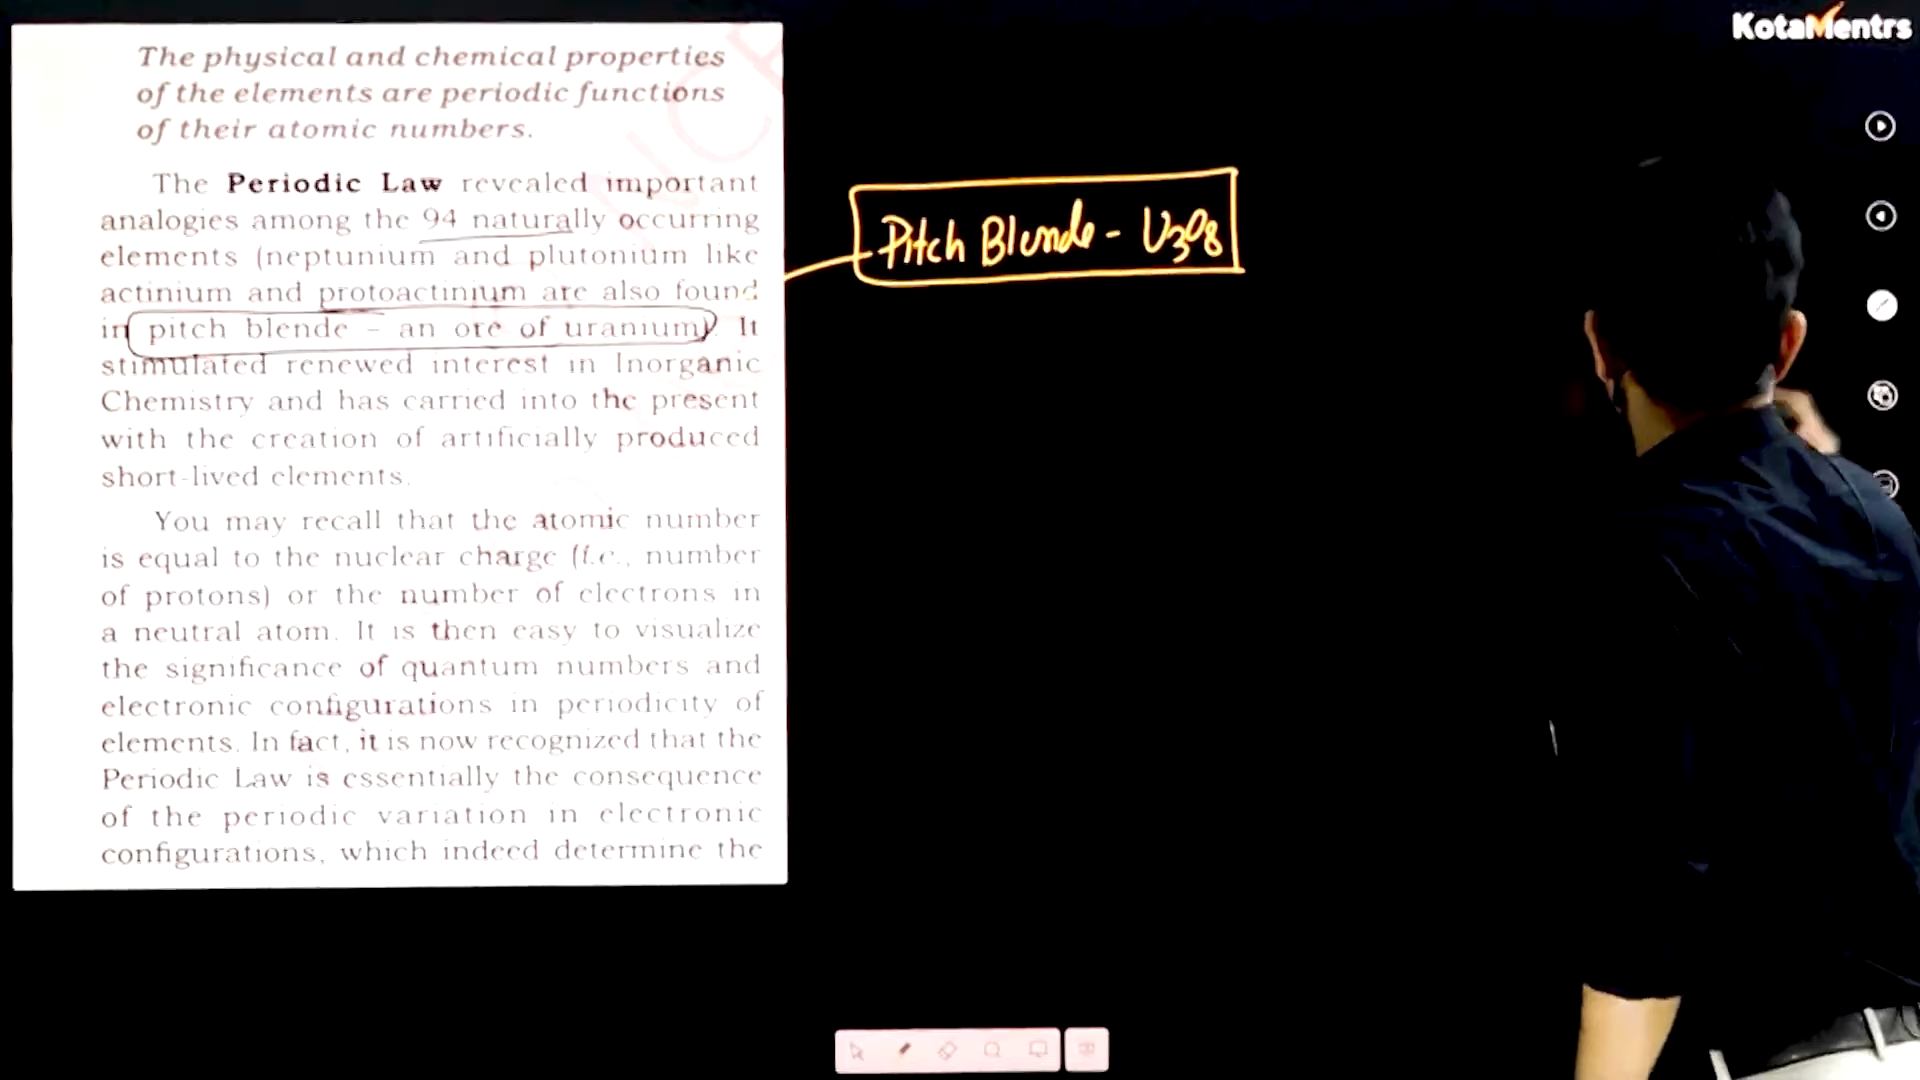 KotaMentrs
The physical and chemical properties
of the elements are periodic functions
of their atomic numbers.
The Periodic Law revealed important
analogies among the 94 naturally occurring
elements (neptunium and plutonium like
actinium and protoactinium are also found
in pitch blende – an ore of uranium). It
stimulated renewed interest in Inorganic
Chemistry and has carried into the present
with the creation of artificially produced
short-lived elements.
You may recall that the atomic number
is equal to the nuclear charge (i.e., number
of protons) or the number of electrons in
a neutral atom. It is then easy to visualize
the significance of quantum numbers and
electronic configurations in periodicity of
elements. In fact, it is now recognized that the
Periodic Law is essentially the consequence
of the periodic variation in electronic
configurations, which indeed determine the
Pitch Blende - U3O8